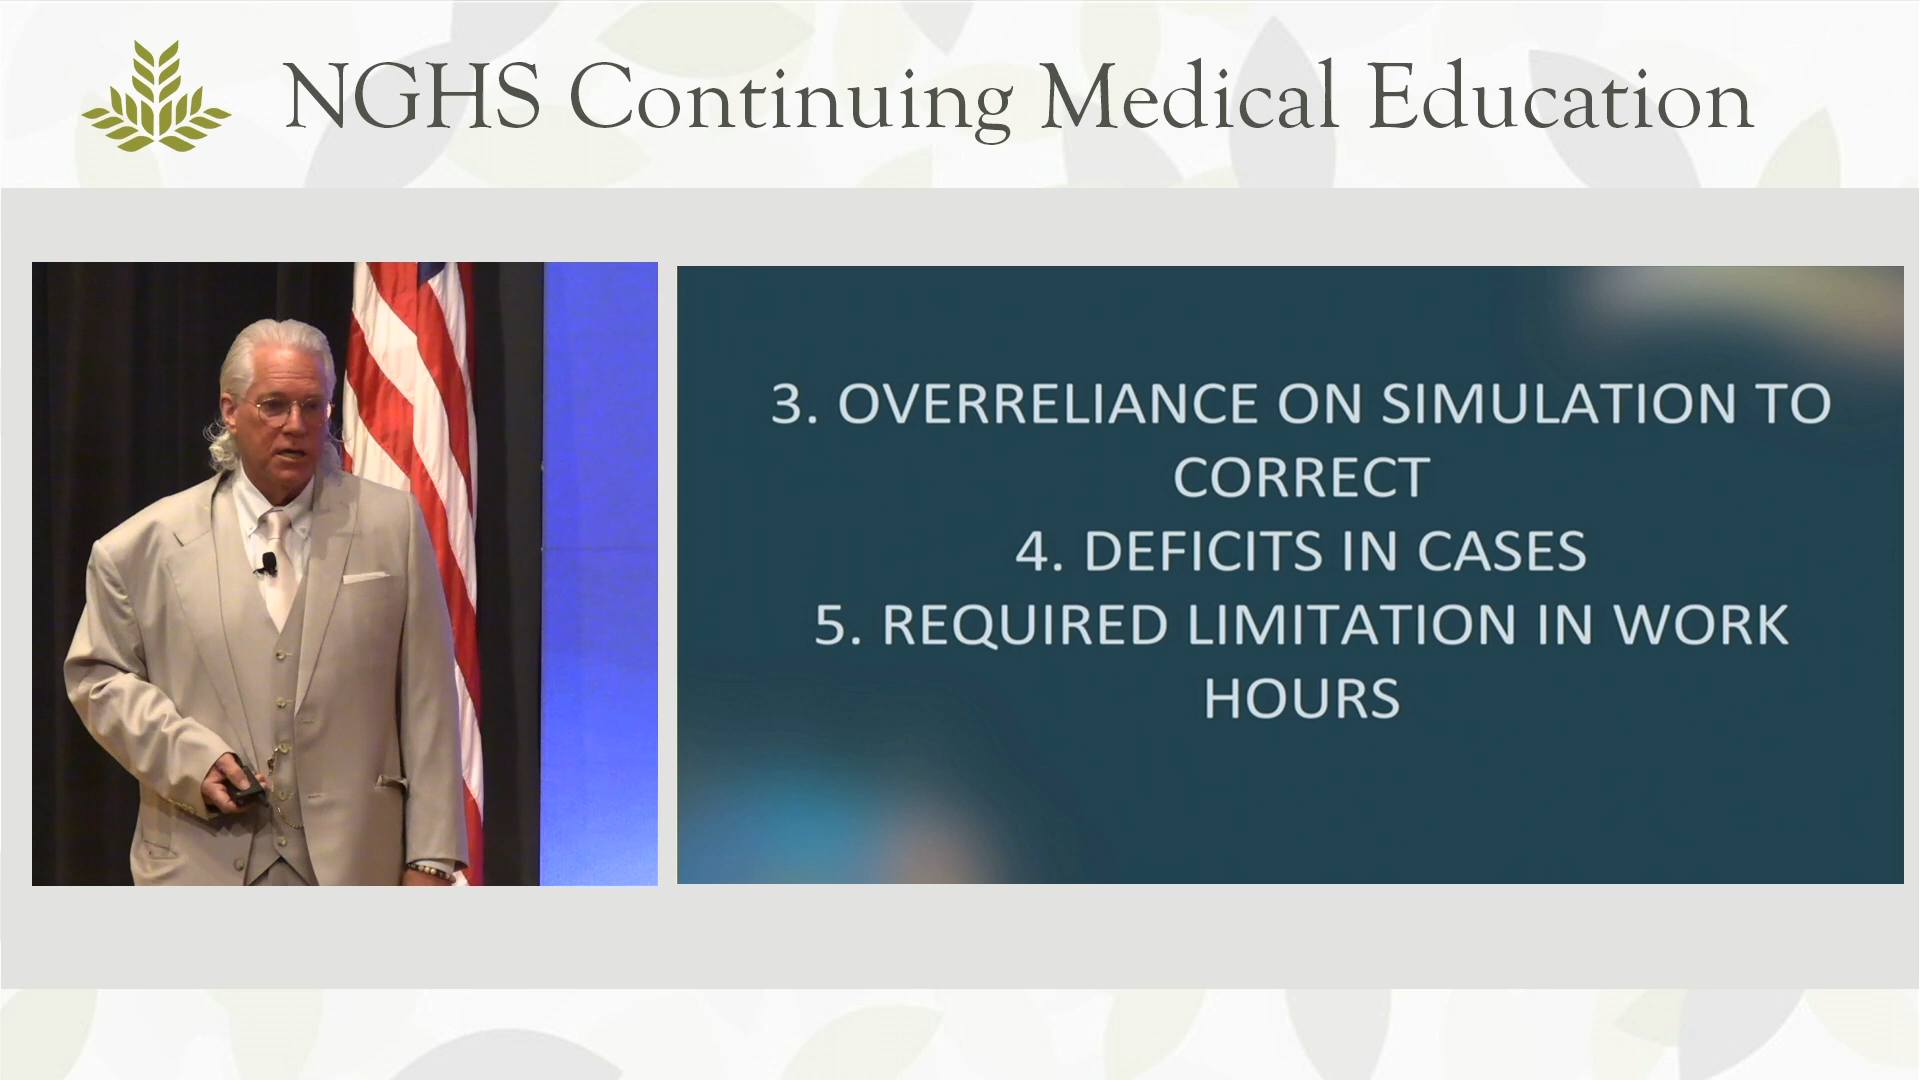 NGHS Continuing Medical Education
3. OVERRELIANCE ON SIMULATION TO
CORRECT
4. DEFICITS IN CASES
5. REQUIRED LIMITATION IN WORK
HOURS